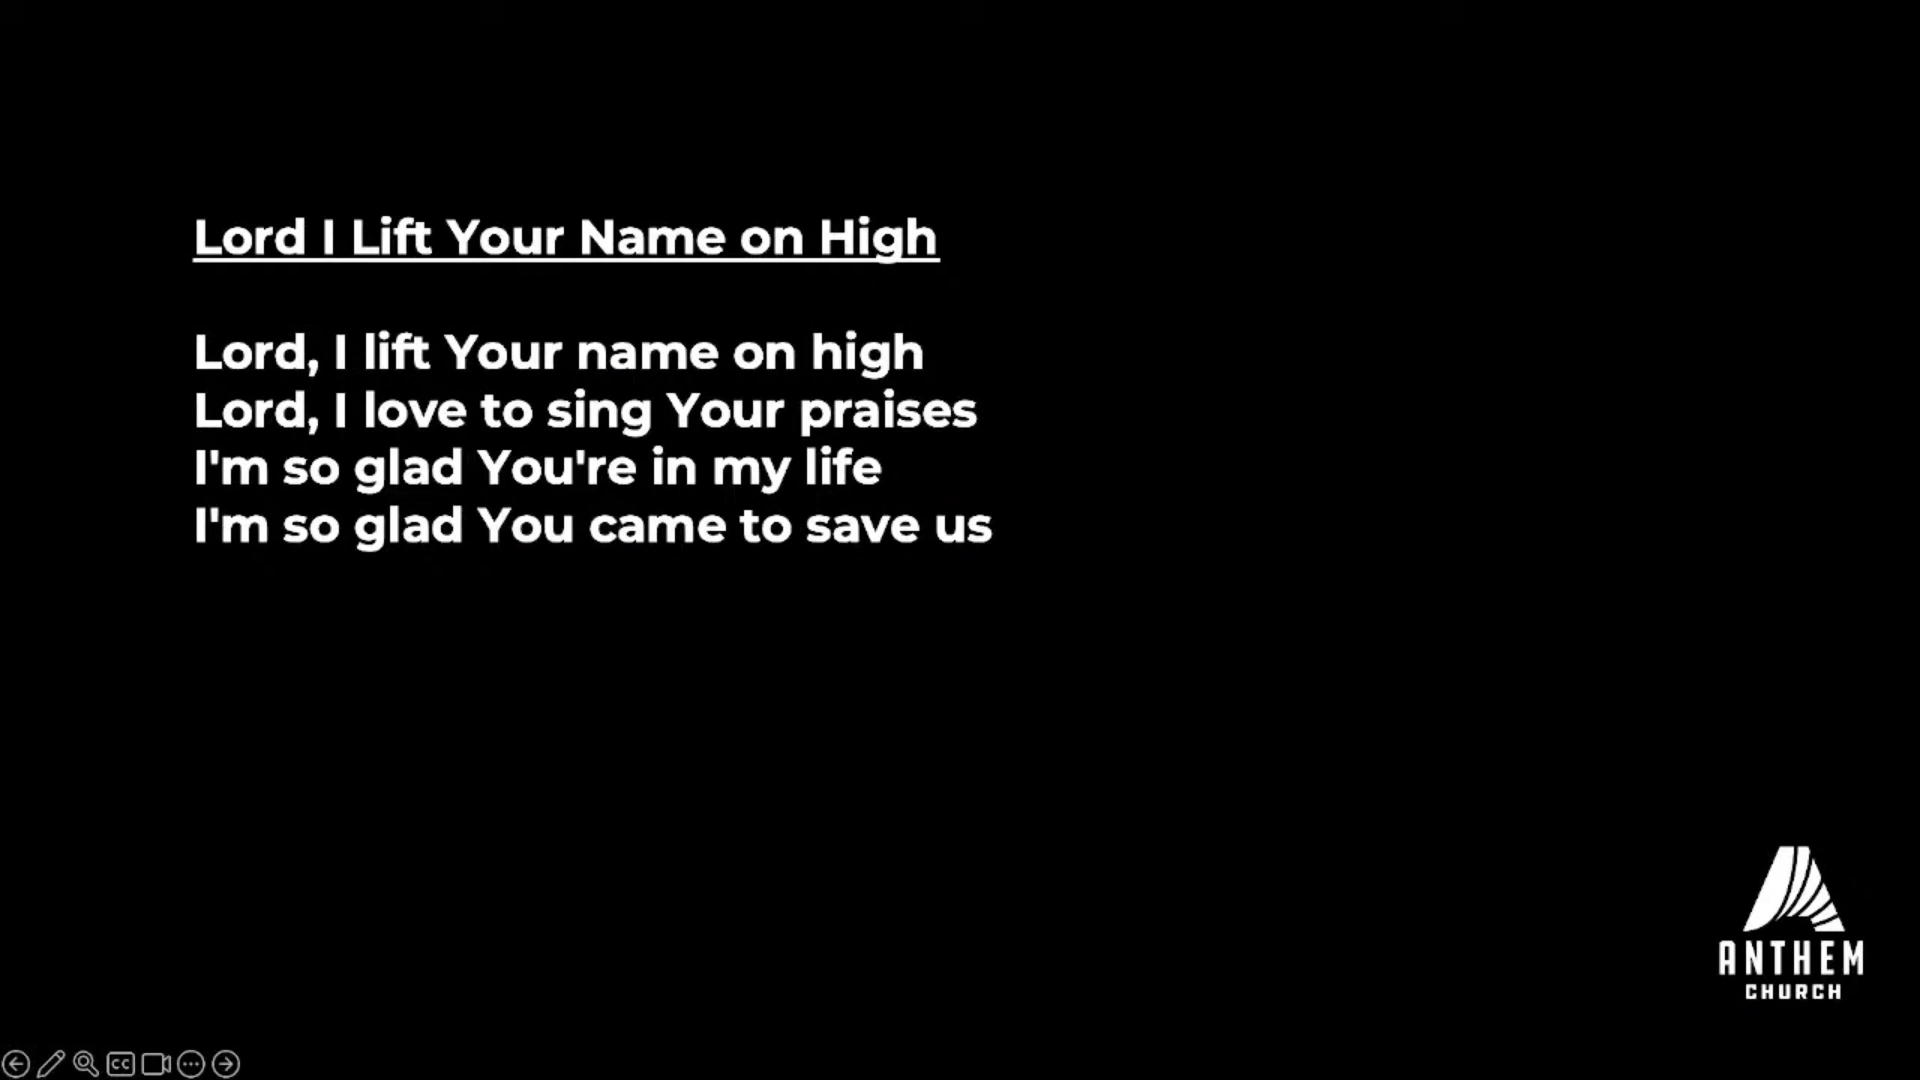 Lord I Lift Your Name on High
Lord, I lift Your name on high
Lord, I love to sing Your praises
I'm so glad You're in my life
I'm so glad You came to save us
ANTHEM
CHURCH
CC